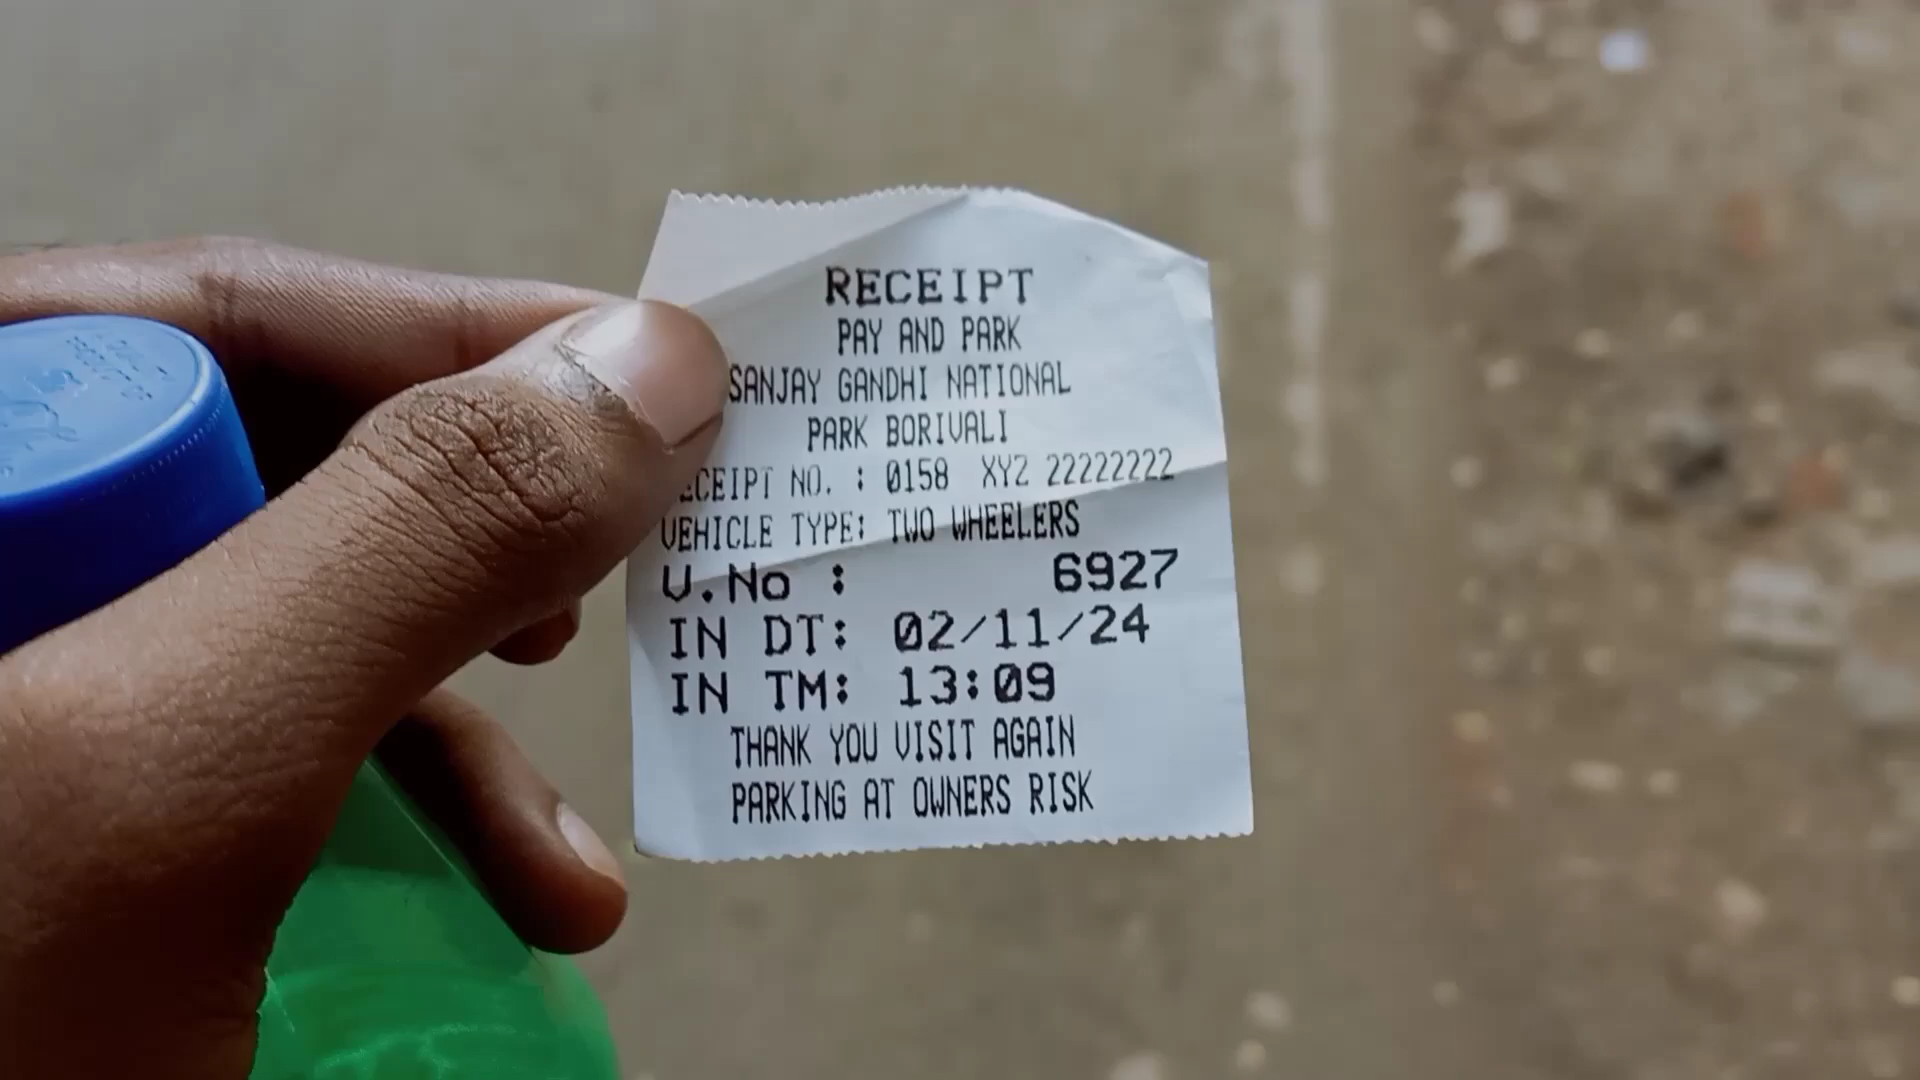 RECEIPT
PAY AND PARK
SANJAY GANDHI NATIONAL
PARK BORIVALI
ECEIPT NO. : 0158 XYZ 22222222
VEHICLE TYPE: TWO WHEELERS
V.No : 6927
IN DT: 02/11/24
IN TM: 13:09
THANK YOU VISIT AGAIN
PARKING AT OWNERS RISK